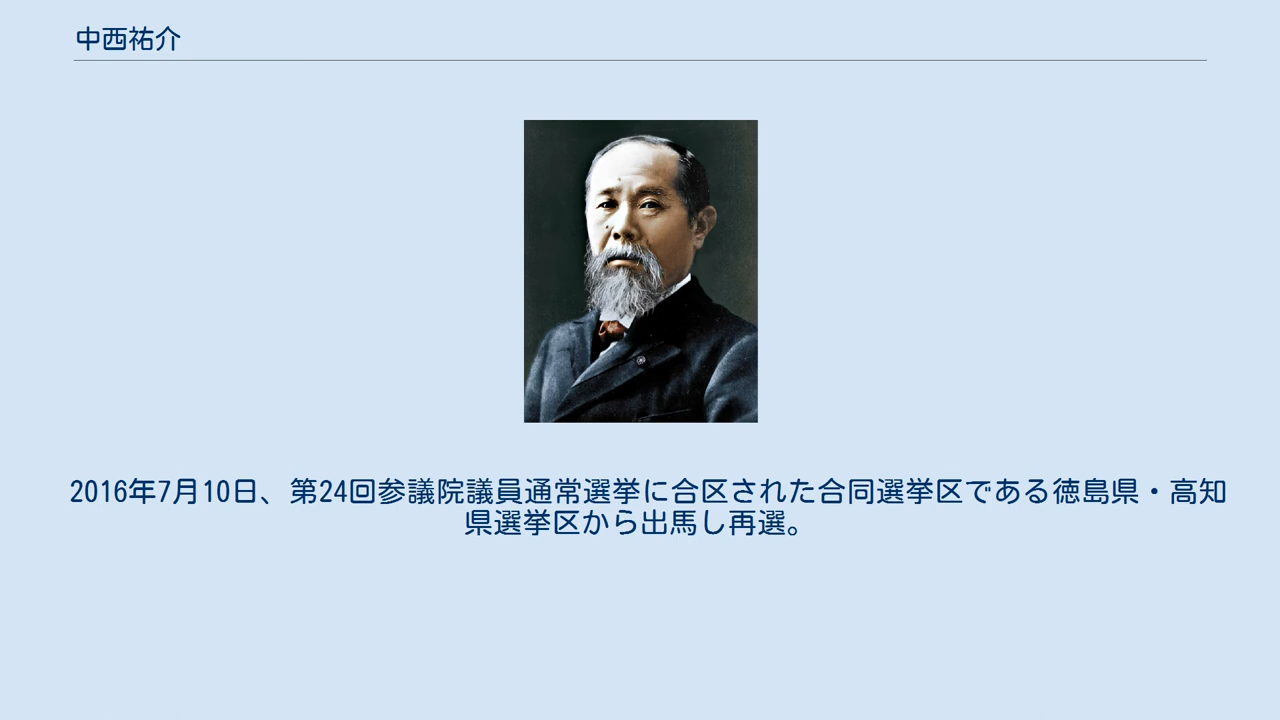 中西祐介
2016年7月10日、第24回参議院議員通常選挙に合区された合同選挙区である徳島県・高知
県選挙区から出馬し再選。